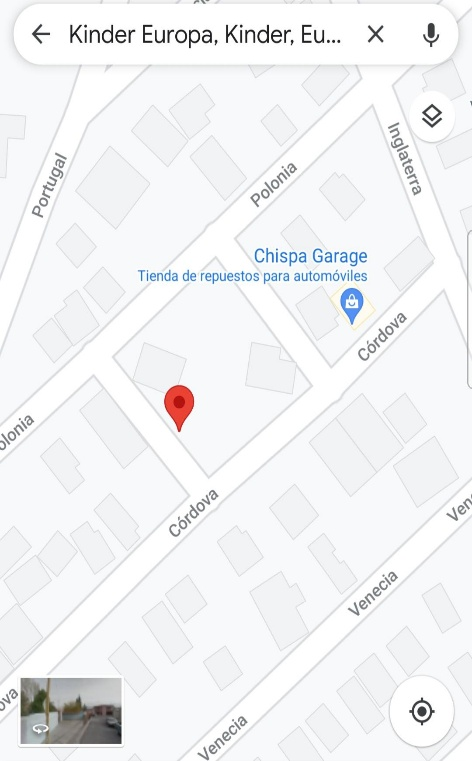 Kinder Europa, Kinder, Eu...
Portugal
Inglaterra
Polonia
Chispa Garage
Tienda de repuestos para automóviles
Córdova
olonia
Córdova
Ven
Venecia
ova
Venecia